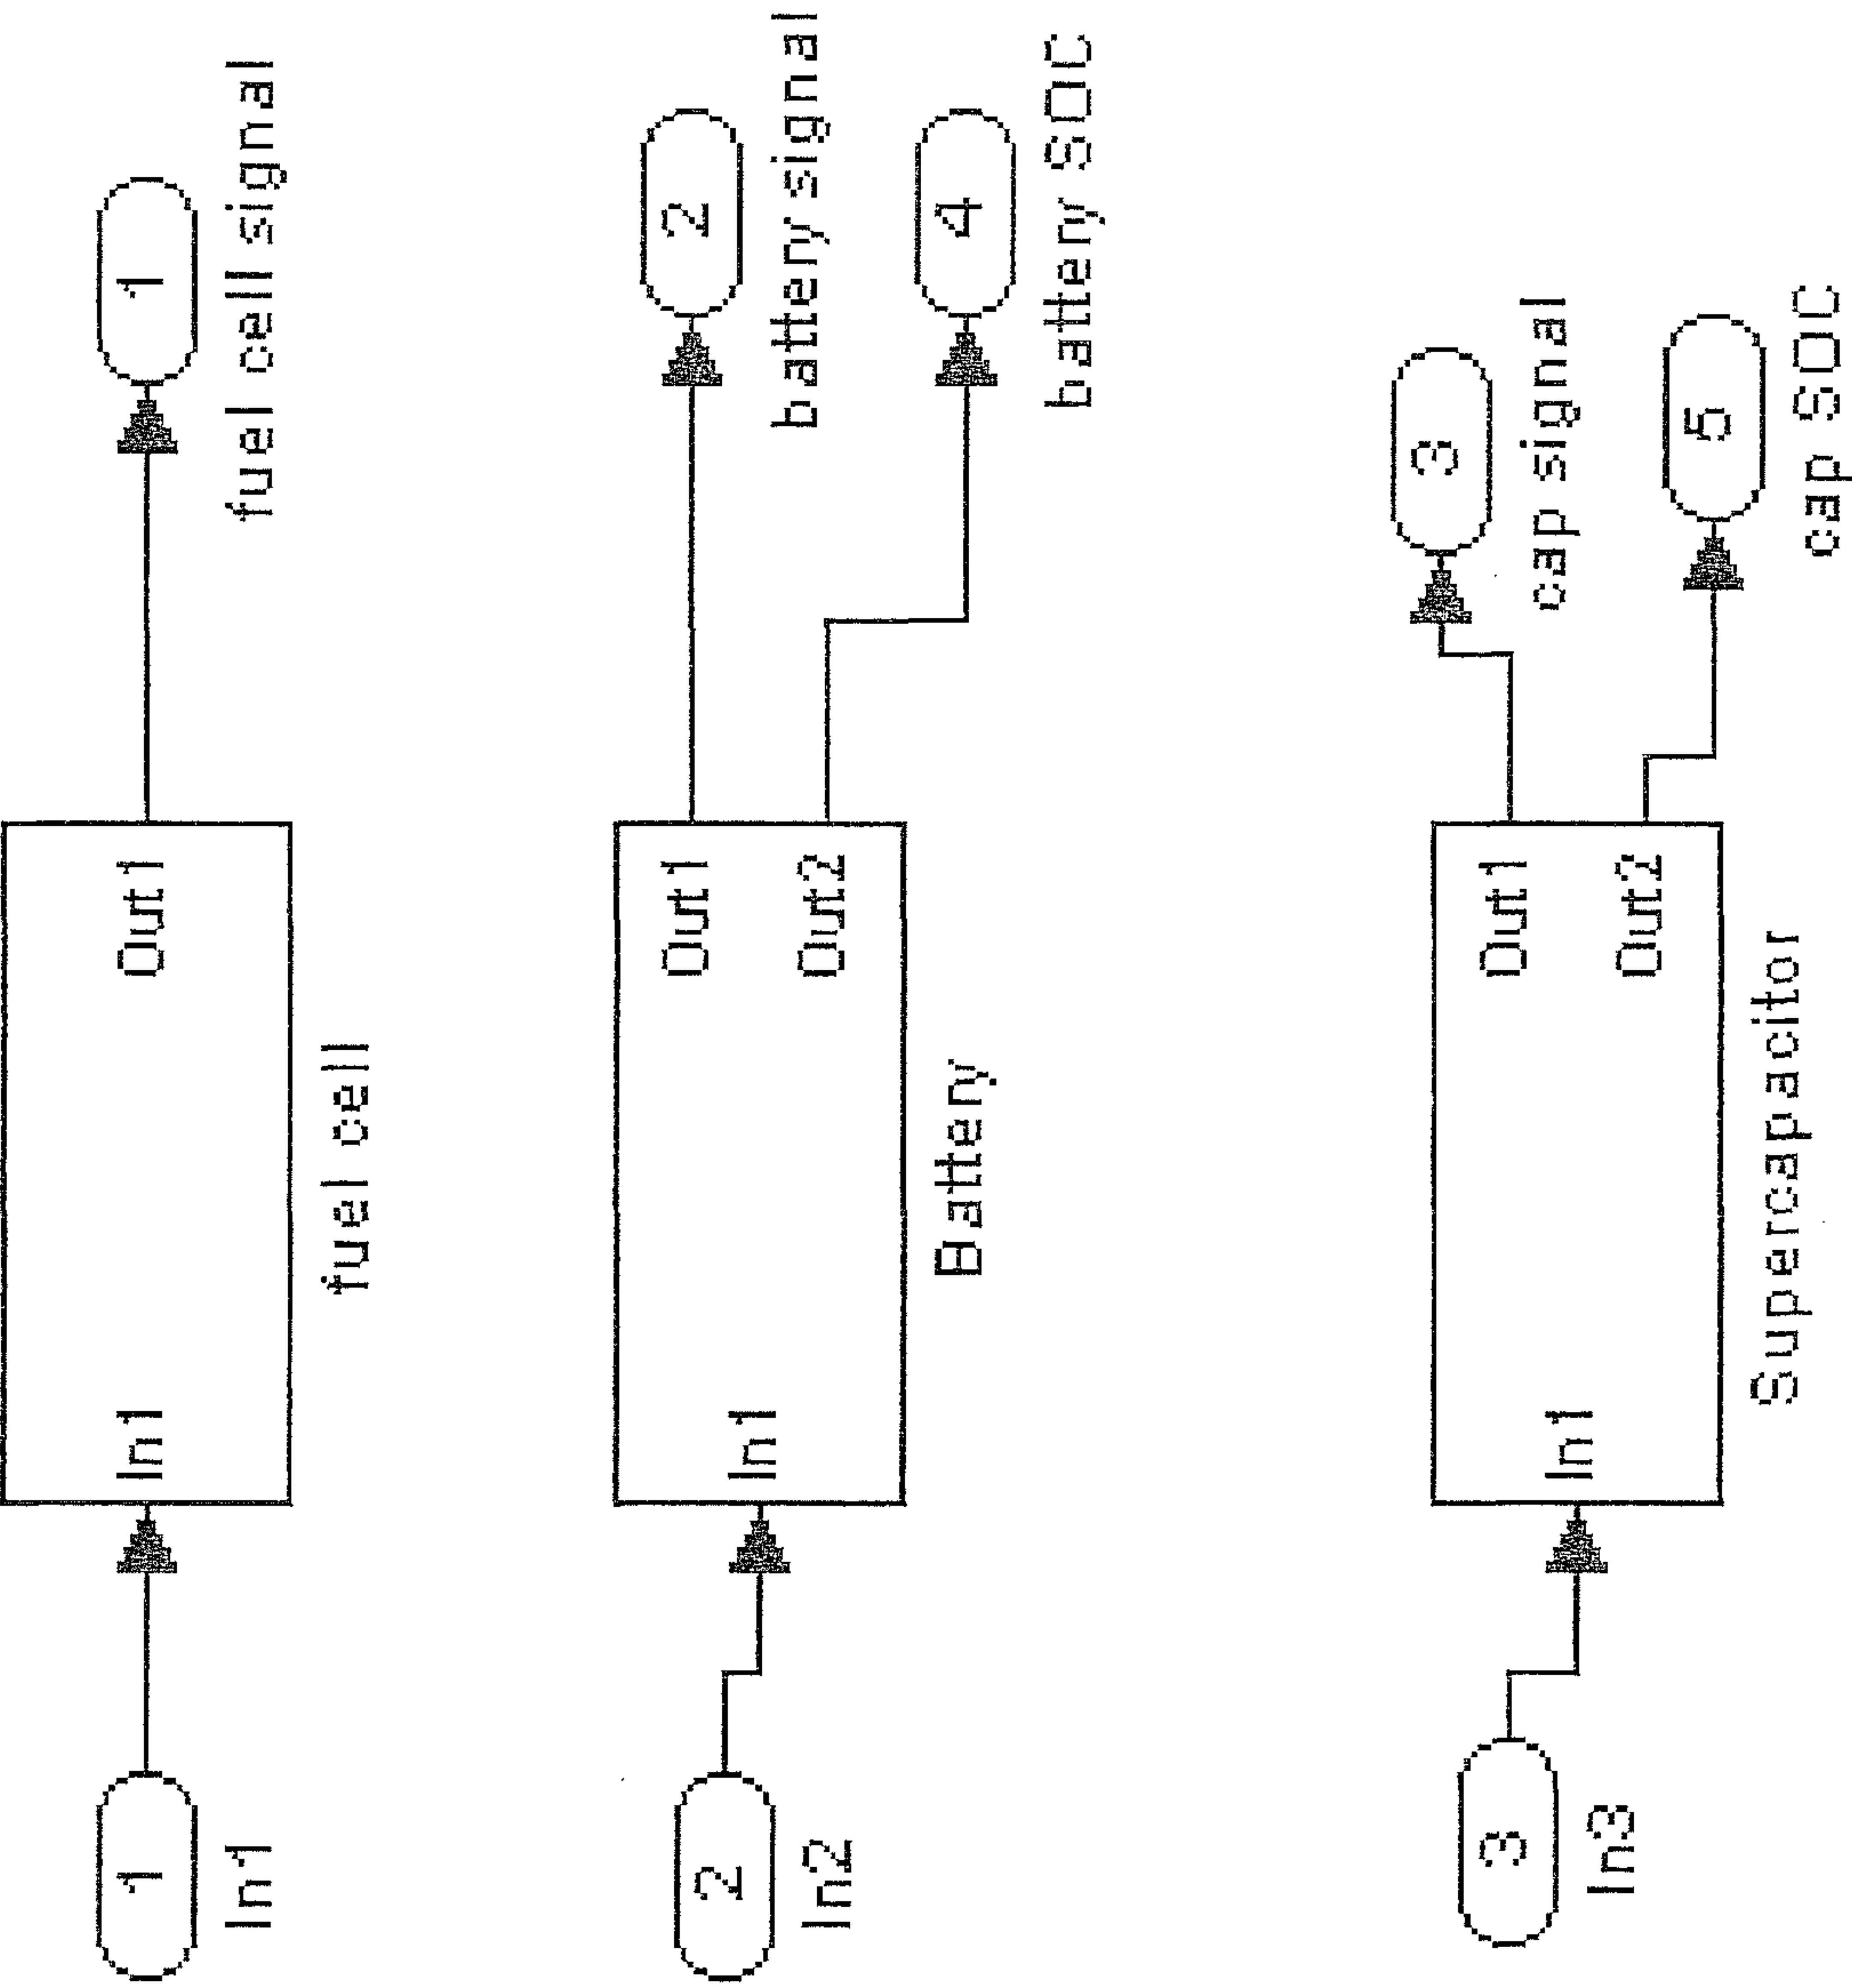 1
In1
In1
Out1
fuel cell
1
fuel cell signal
2
In2
In1
Out1
Out2
Battery
2
battery signal
4
battery SOC
3
In3
In1
Out1
Out2
Supercapacitor
3
cap signal
5
cap SOC